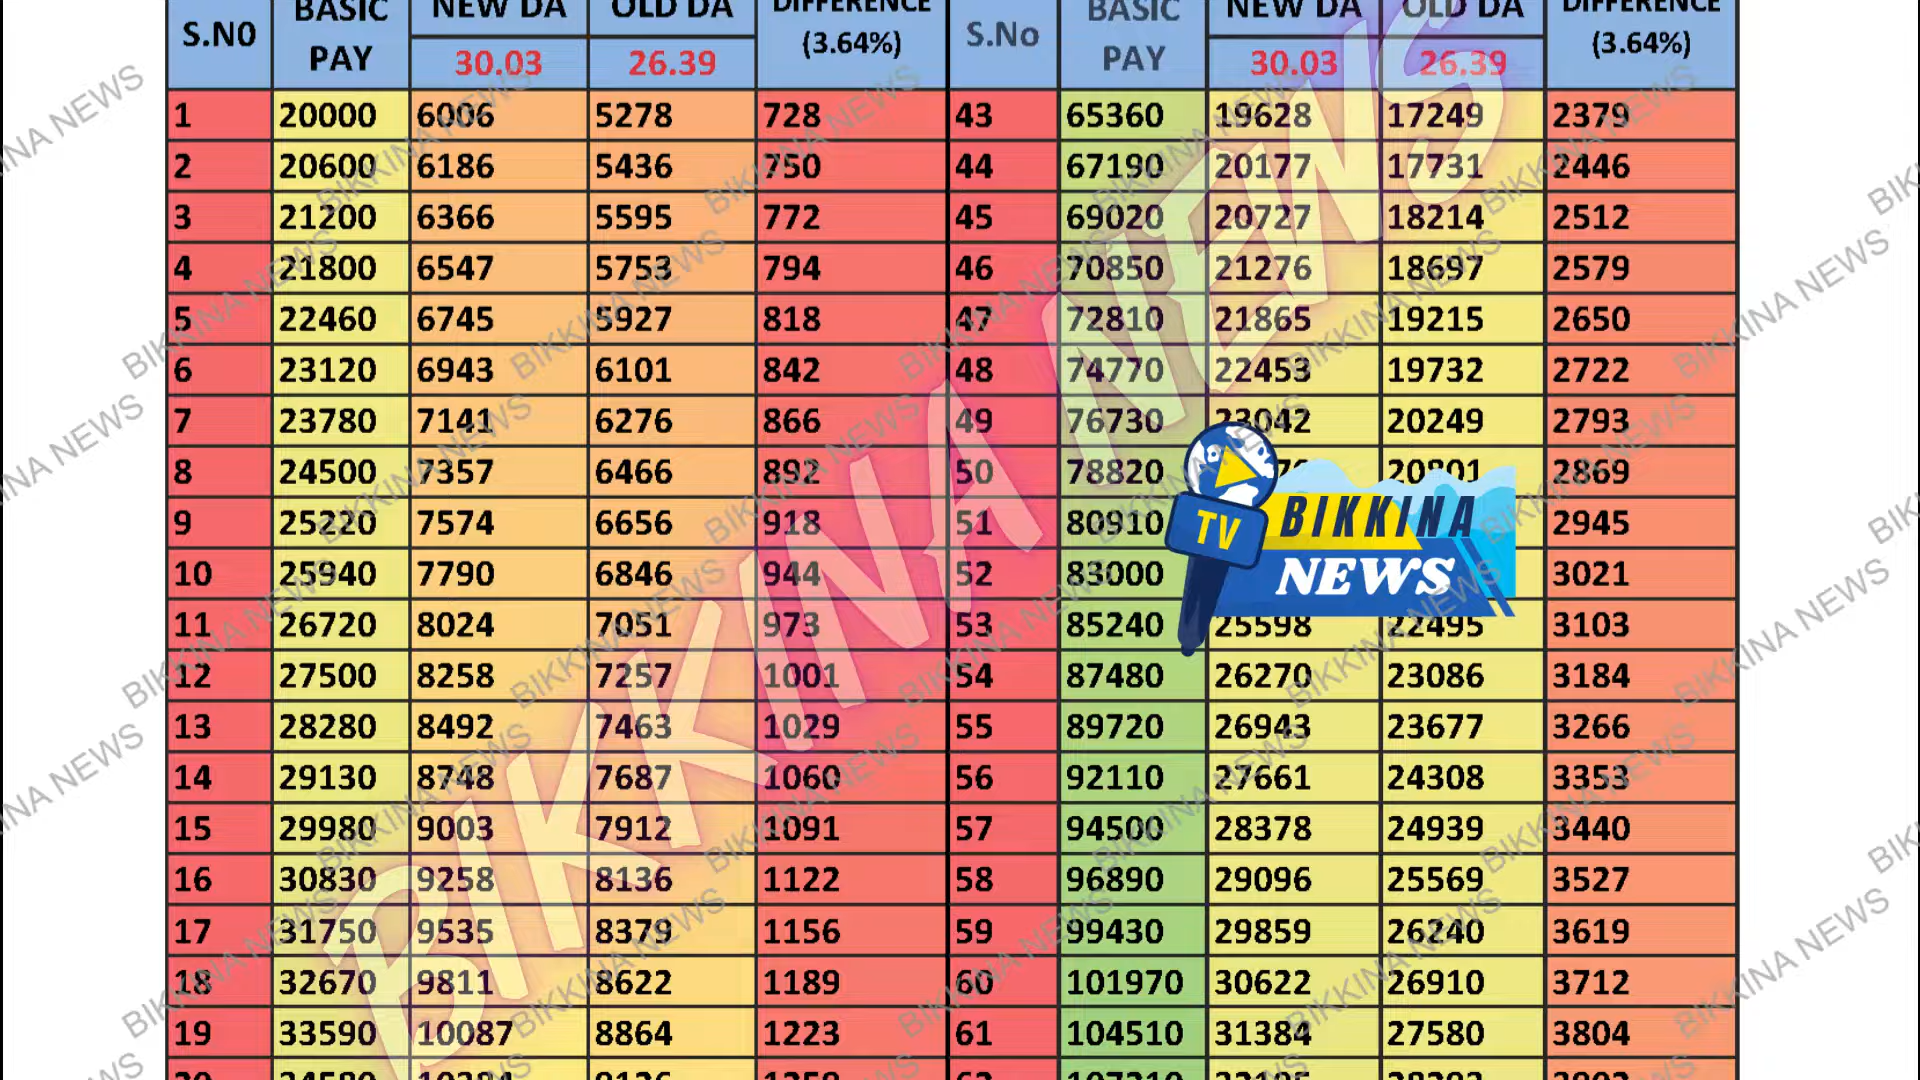 S.N0 BASIC PAY NEW DA 30.03 OLD DA 26.39 DIFFERENCE (3.64%) S.No BASIC PAY NEW DA 30.03 OLD DA 26.39 DIFFERENCE (3.64%)
1 20000 6006 5278 728 43 65360 19628 17249 2379
2 20600 6186 5436 750 44 67190 20177 17731 2446
3 21200 6366 5595 772 45 69020 20727 18214 2512
4 21800 6547 5753 794 46 70850 21276 18697 2579
5 22460 6745 5927 818 47 72810 21865 19215 2650
6 23120 6943 6101 842 48 74770 22453 19732 2722
7 23780 7141 6276 866 49 76730 23042 20249 2793
8 24500 7357 6466 892 50 78820 20801 2869
9 25220 7574 6656 918 51 80910 2945
10 25940 7790 6846 944 52 83000 3021
11 26720 8024 7051 973 53 85240 25598 22495 3103
12 27500 8258 7257 1001 54 87480 26270 23086 3184
13 28280 8492 7463 1029 55 89720 26943 23677 3266
14 29130 8748 7687 1060 56 92110 27661 24308 3353
15 29980 9003 7912 1091 57 94500 28378 24939 3440
16 30830 9258 8136 1122 58 96890 29096 25569 3527
17 31750 9535 8379 1156 59 99430 29859 26240 3619
18 32670 9811 8622 1189 60 101970 30622 26910 3712
19 33590 10087 8864 1223 61 104510 31384 27580 3804
BIKKINA NEWS
TV BIKKINA
NEWS